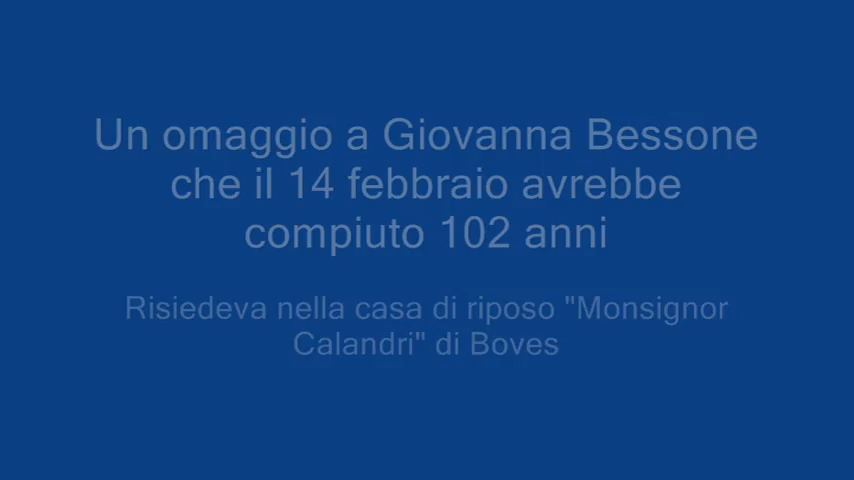 Un omaggio a Giovanna Bessone
che il 14 febbraio avrebbe
compiuto 102 anni
Risiedeva nella casa di riposo "Monsignor
Calandri" di Boves